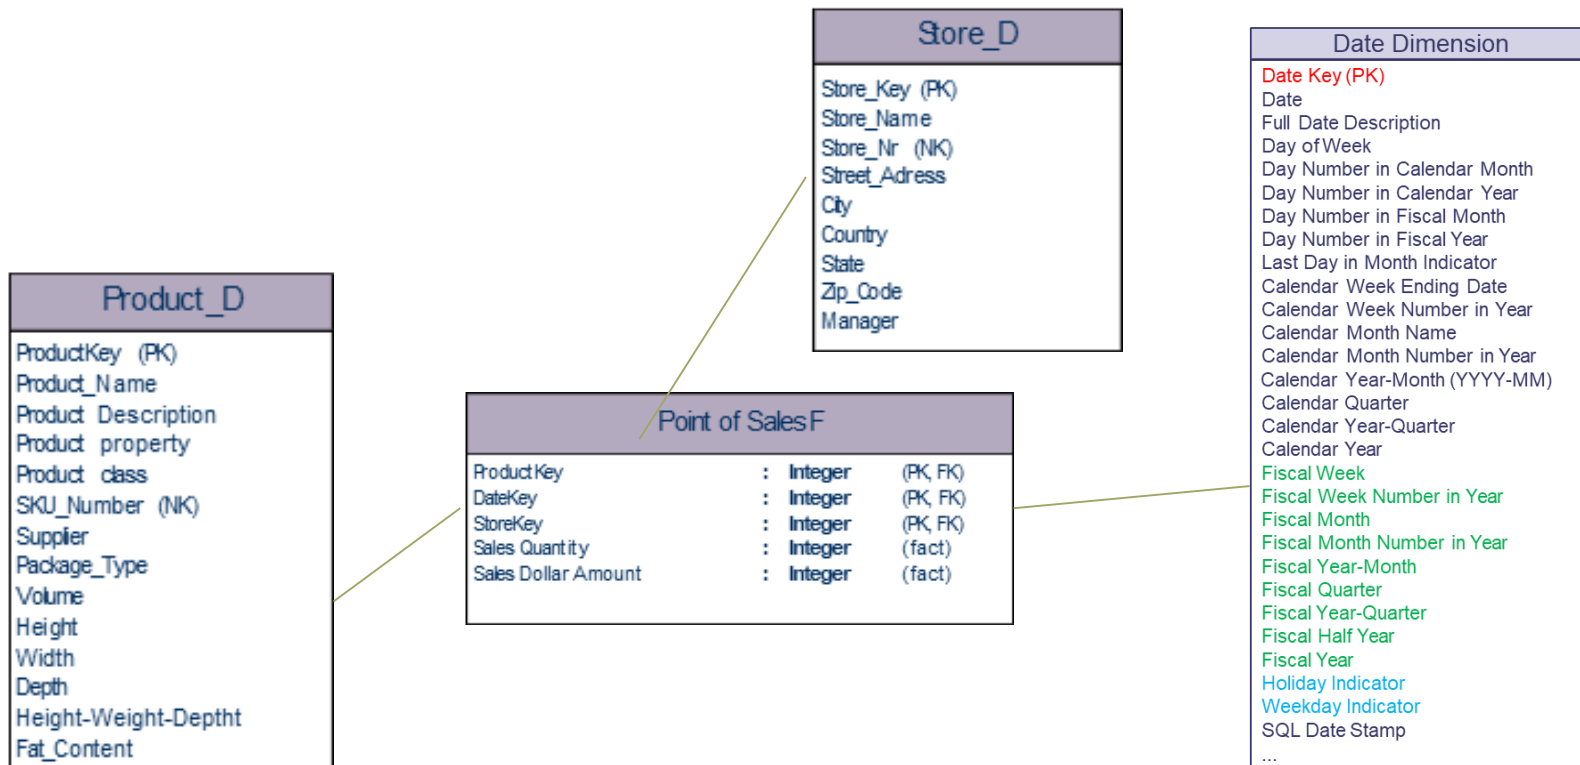 Store_D
Store_Key (PK)
Store_Name
Store_Nr (NK)
Street_Adress
City
Country
State
Zip_Code
Manager
Date Dimension
Date Key (PK)
Date
Full Date Description
Day of Week
Day Number in Calendar Month
Day Number in Calendar Year
Day Number in Fiscal Month
Day Number in Fiscal Year
Last Day in Month Indicator
Calendar Week Ending Date
Calendar Week Number in Year
Calendar Month Name
Calendar Month Number in Year
Calendar Year-Month (YYYY-MM)
Calendar Quarter
Calendar Year-Quarter
Calendar Year
Fiscal Week
Fiscal Week Number in Year
Fiscal Month
Fiscal Month Number in Year
Fiscal Year-Month
Fiscal Quarter
Fiscal Year-Quarter
Fiscal Half Year
Fiscal Year
Holiday Indicator
Weekday Indicator
SQL Date Stamp
...
Product_D
ProductKey (PK)
Product_Name
Product Description
Product property
Product class
SKU_Number (NK)
Supplier
Package_Type
Volume
Height
Width
Depth
Height-Weight-Deptht
Fat_Content
Point of Sales F
ProductKey : Integer (PK, FK)
DateKey : Integer (PK, FK)
StoreKey : Integer (PK, FK)
Sales Quantity : Integer (fact)
Sales Dollar Amount : Integer (fact)